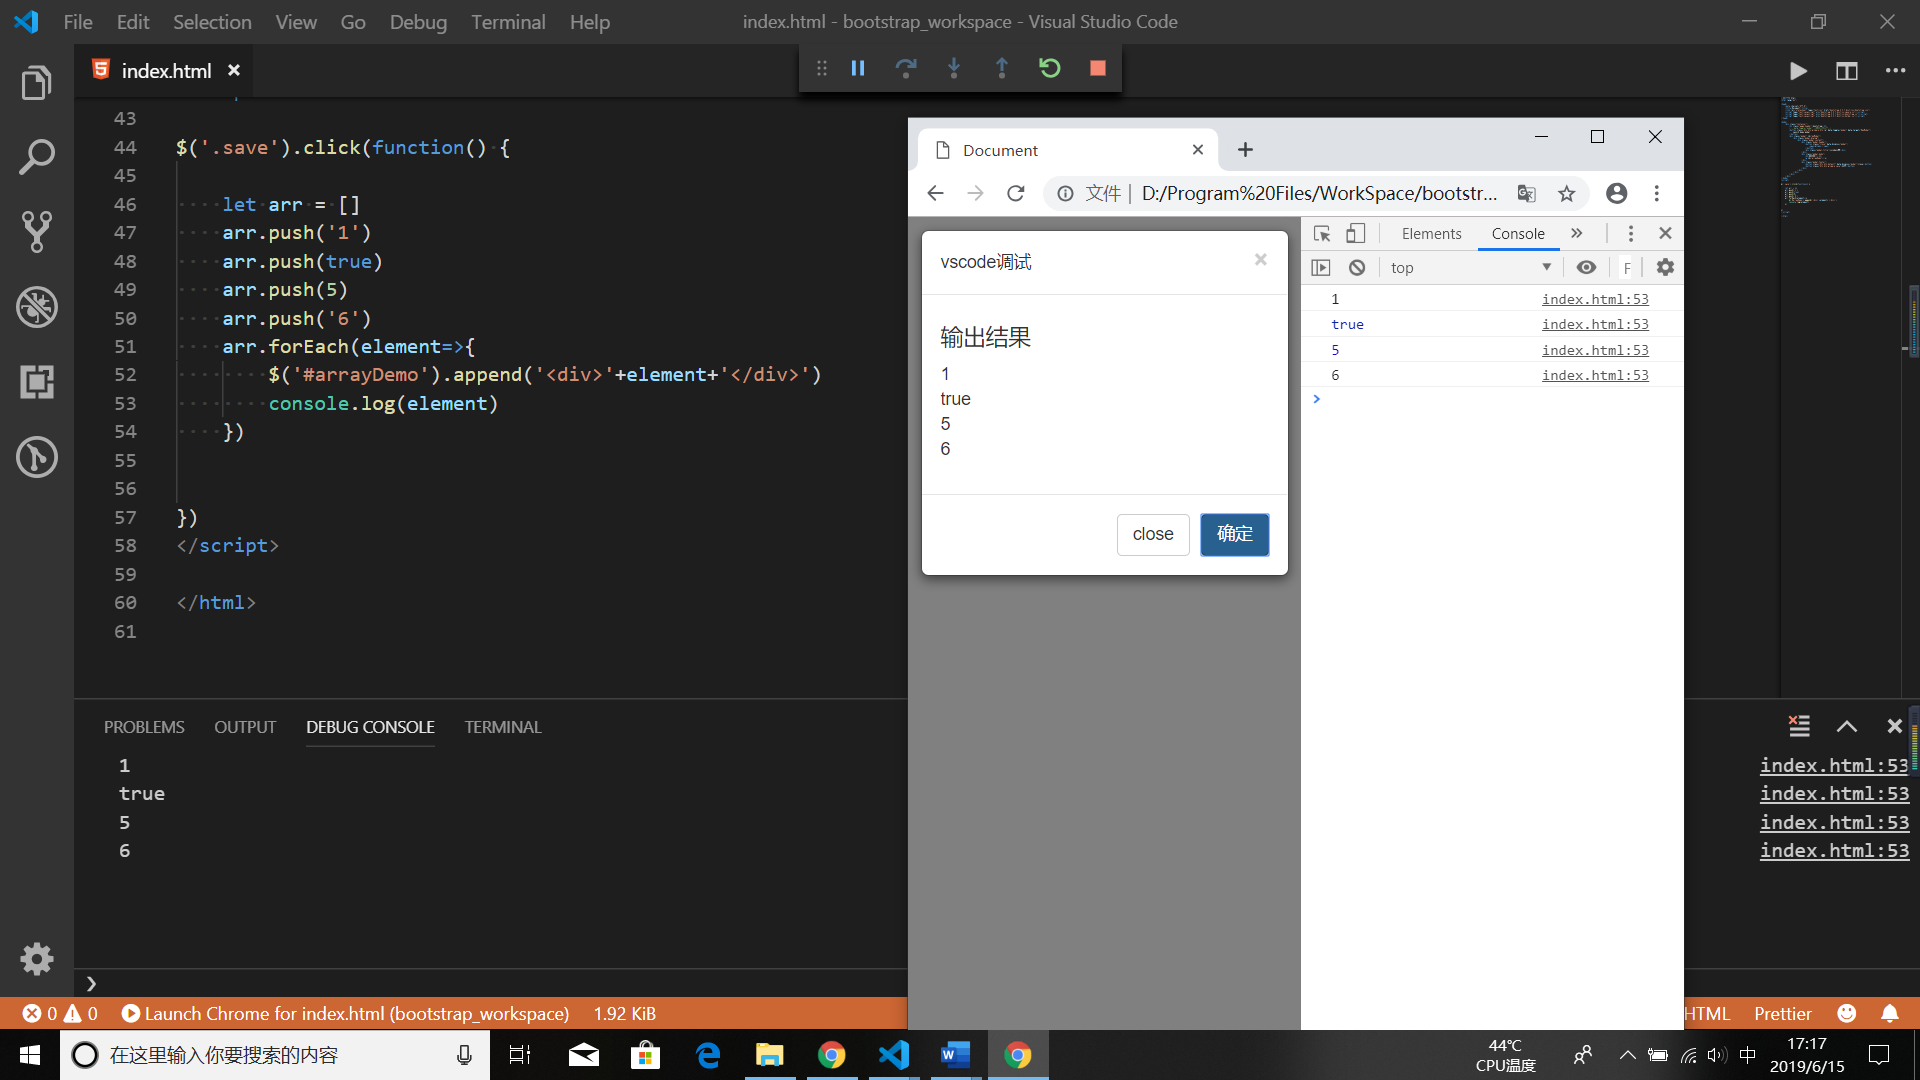 File Edit Selection View Go Debug Terminal Help
index.html - bootstrap_workspace - Visual Studio Code
index.html
43
44 $('.save').click(function() {
45
46 let arr = []
47 arr.push('1')
48 arr.push(true)
49 arr.push(5)
50 arr.push('6')
51 arr.forEach(element=>{
52 $('#arrayDemo').append('<div>'+element+'</div>')
53 console.log(element)
54 })
55
56
57 })
58 </script>
59
60 </html>
61
Document
文件 | D:/Program%20Files/WorkSpace/bootstr...
vscode调试 ×
输出结果
1
true
5
6
close 确定
Elements Console »
top F
1 index.html:53
true index.html:53
5 index.html:53
6 index.html:53
PROBLEMS OUTPUT DEBUG CONSOLE TERMINAL
1 index.html:53
true index.html:53
5 index.html:53
6 index.html:53
0 0 Launch Chrome for index.html (bootstrap_workspace) 1.92 KiB
HTML Prettier
在这里输入你要搜索的内容
44℃
CPU温度
中
17:17
2019/6/15